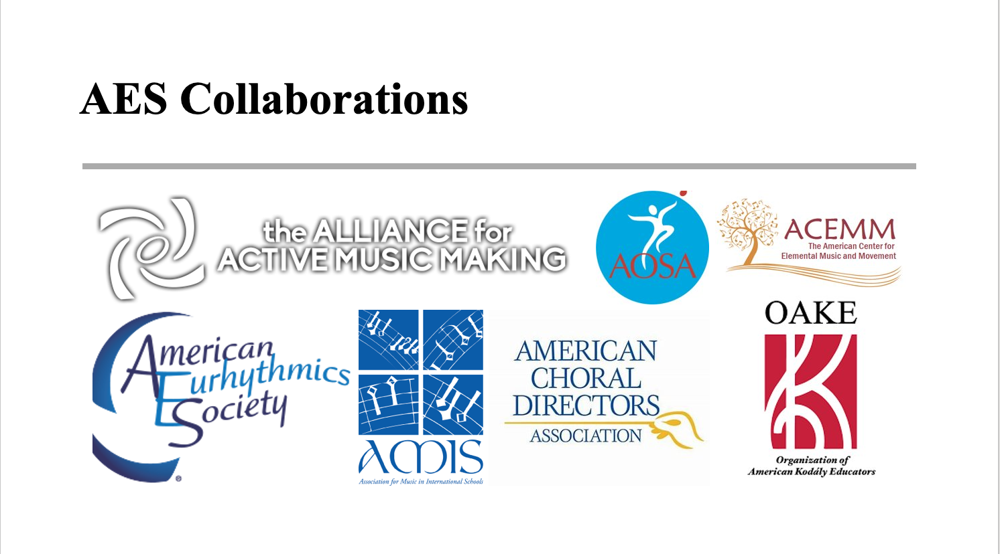 AES Collaborations
the ALLIANCE for
ACTIVE MUSIC MAKING
AOSA
ACEMM
The American Center for
Elemental Music and Movement
American
Eurhythmics
Society
®
AMIS
Association for Music in International Schools
AMERICAN
CHORAL
DIRECTORS
ASSOCIATION
OAKE
Organization of
American Kodály Educators